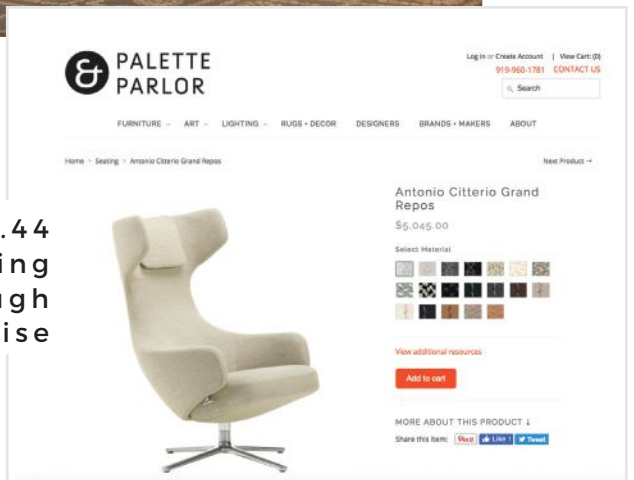 PALETTE
PARLOR
Log in or Create Account | View Cart: (0)
919-960-1781 CONTACT US
Search
FURNITURE ART LIGHTING RUGS + DECOR DESIGNERS BRANDS + MAKERS ABOUT
Home > Seating > Antonio Citterio Grand Repos
Next Product →
.44
ing
ugh
ise
Antonio Citterio Grand
Repos
$5,045.00
Select Material
View additional resources
Add to cart
MORE ABOUT THIS PRODUCT ↓
Share this item: Pin it Like 1 Tweet